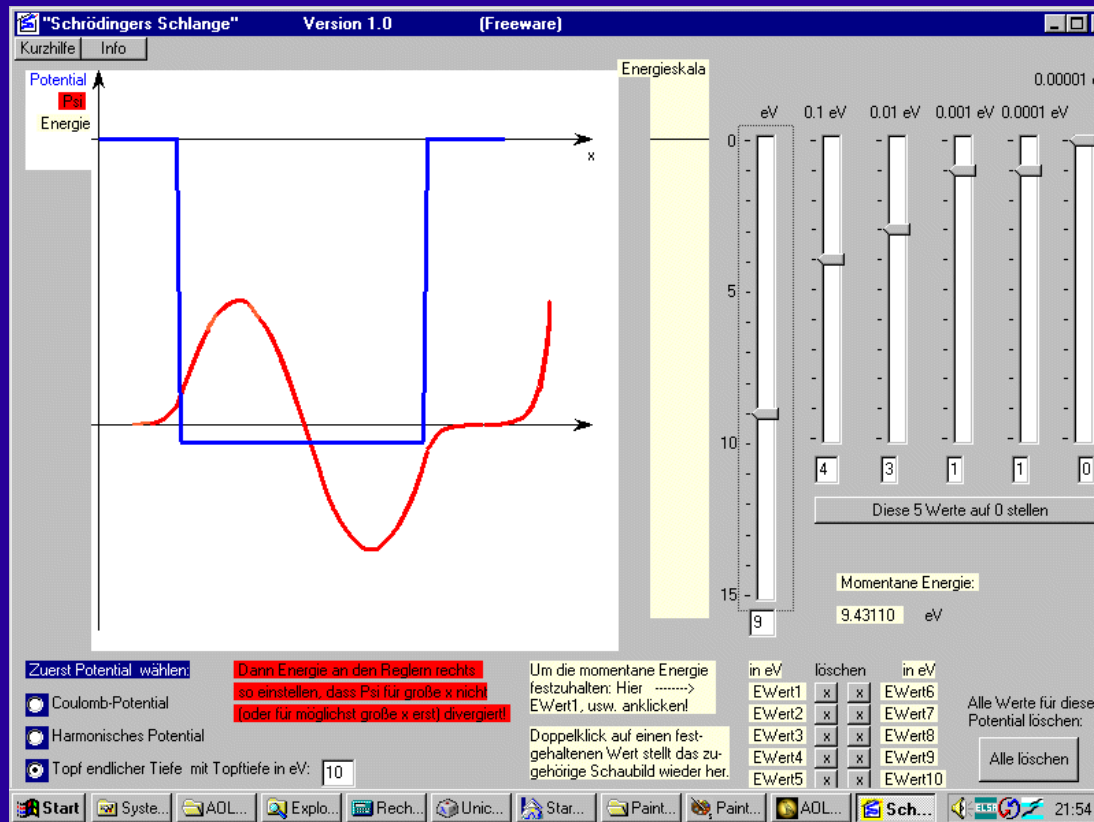 "Schrödingers Schlange" Version 1.0 (Freeware)
Kurzhilfe Info
Potential
Psi
Energie
x
Energieskala
0.00001 e
eV 0.1 eV 0.01 eV 0.001 eV 0.0001 eV
0
5
10
15
4 3 1 1 0
Diese 5 Werte auf 0 stellen
Momentane Energie:
9.43110 eV
9
Zuerst Potential wählen:
Coulomb-Potential
Harmonisches Potential
Topf endlicher Tiefe mit Topftiefe in eV: 10
Dann Energie an den Reglern rechts
so einstellen, dass Psi für große x nicht
(oder für möglichst große x erst) divergiert!
Um die momentane Energie
festzuhalten: Hier ------->
EWert1, usw. anklicken!
Doppelklick auf einen fest-
gehaltenen Wert stellt das zu-
gehörige Schaubild wieder her.
in eV löschen in eV
EWert1 x x EWert6
EWert2 x x EWert7
EWert3 x x EWert8
EWert4 x x EWert9
EWert5 x x EWert10
Alle Werte für diese
Potential löschen:
Alle löschen
Start Syste... AOL... Explo... Rech... Unic... Star... Paint... Paint... AOL... Sch... ELSA 21:54